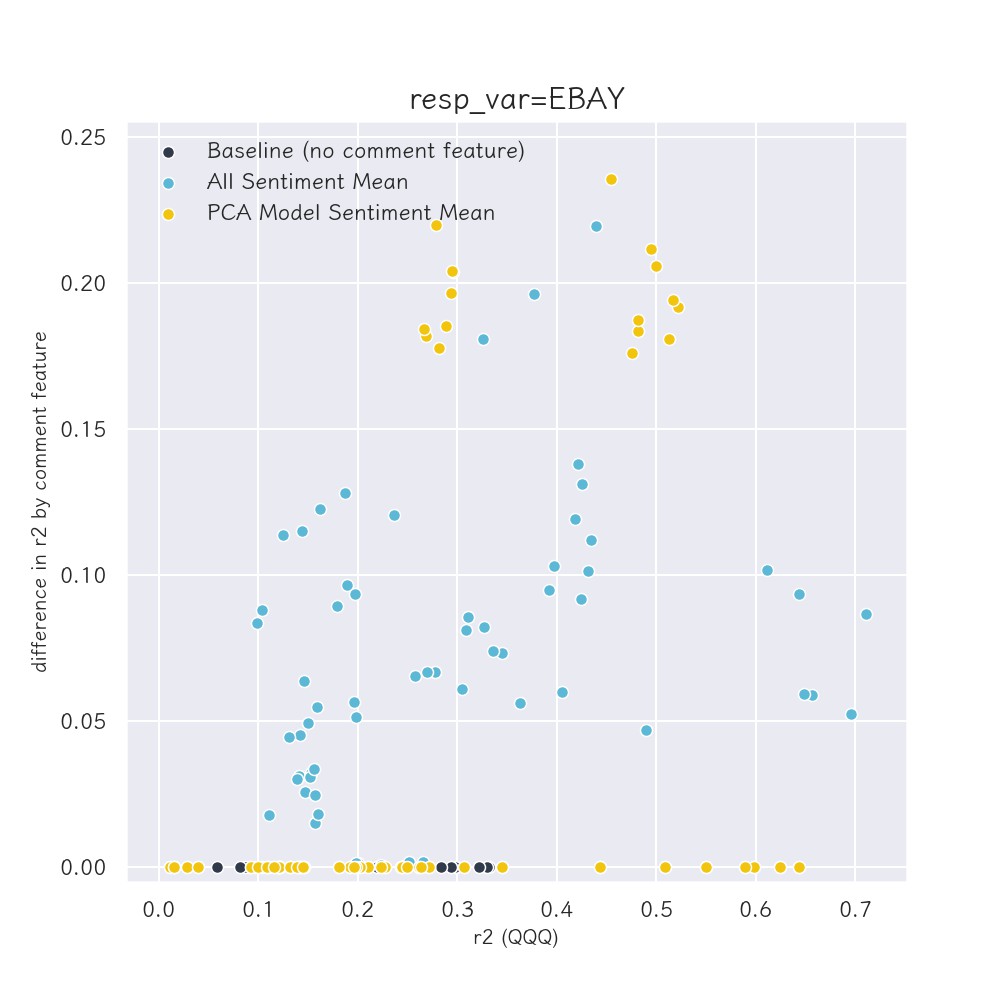 resp_var=EBAY
0.25
0.20
0.15
0.10
0.05
0.00
difference in r2 by comment feature
Baseline (no comment feature)
All Sentiment Mean
PCA Model Sentiment Mean
0.0 0.1 0.2 0.3 0.4 0.5 0.6 0.7
r2 (QQQ)